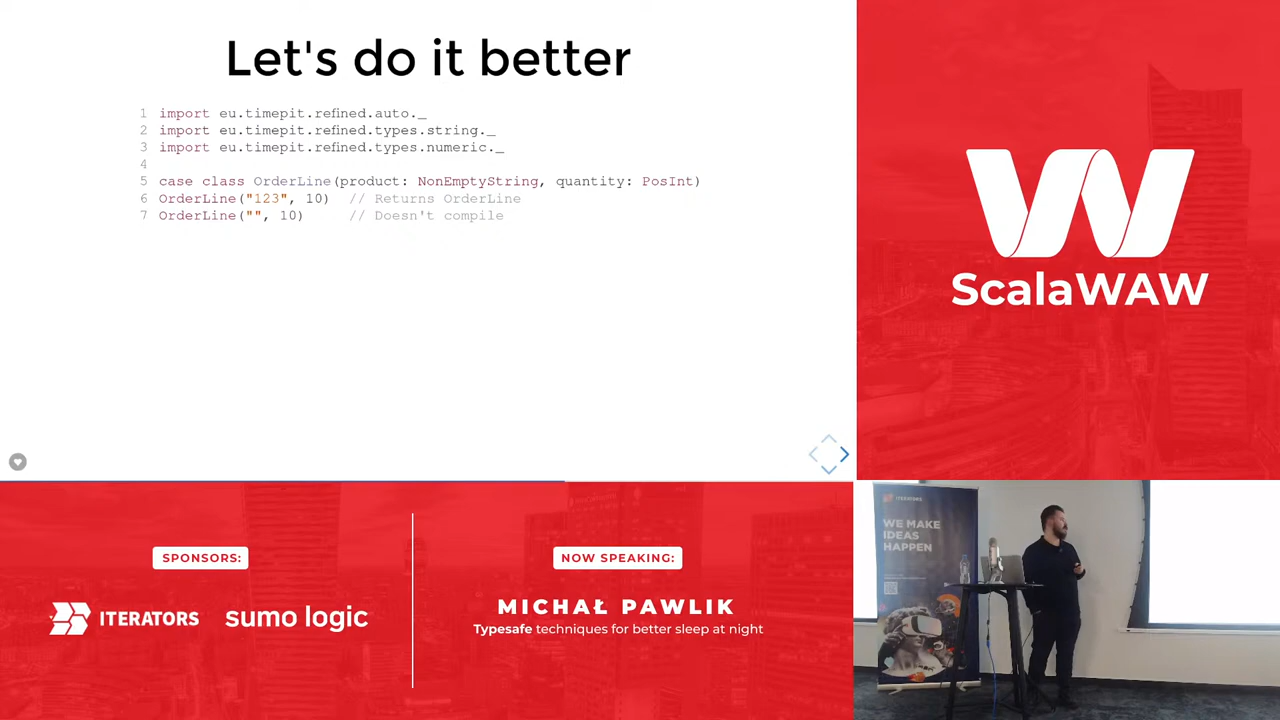 Let's do it better
1 import eu.timepit.refined.auto._
2 import eu.timepit.refined.types.string._
3 import eu.timepit.refined.types.numeric._
4
5 case class OrderLine(product: NonEmptyString, quantity: PosInt)
6 OrderLine("123", 10)  // Returns OrderLine
7 OrderLine("", 10)     // Doesn't compile
ScalaWAW
SPONSORS:
ITERATORS
sumo logic
NOW SPEAKING:
MICHAŁ PAWLIK
Typesafe techniques for better sleep at night
ITERATORS
WE MAKE
IDEAS
HAPPEN